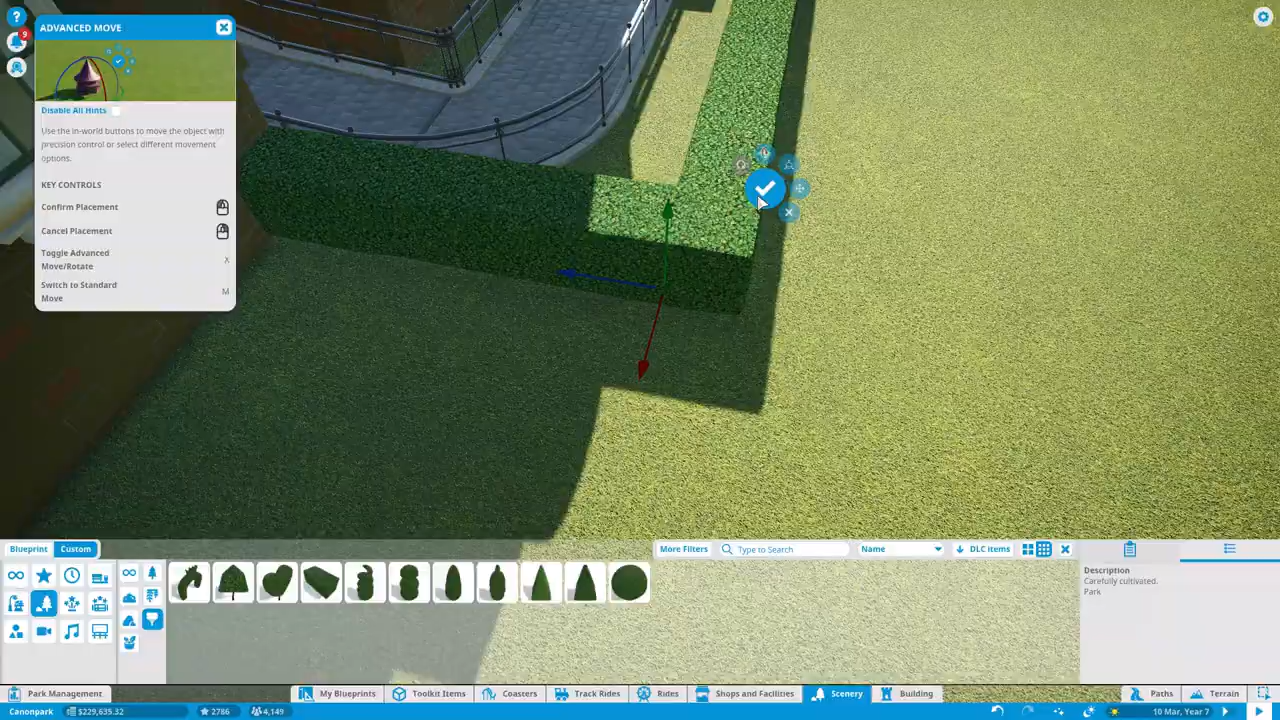 9
ADVANCED MOVE
Disable All Hints
Use the in-world buttons to move the object with
precision control or select different movement
options.
KEY CONTROLS
Confirm Placement
Cancel Placement
Toggle Advanced
Move/Rotate X
Switch to Standard
Move M
Blueprint Custom More Filters Type to Search Name DLC items
Description
Carefully cultivated.
Park
Park Management My Blueprints Toolkit Items Coasters Track Rides Rides Shops and Facilities Scenery Building Paths Terrain
Canonpark $229,635.32 2786 4,149 10 Mar, Year 7